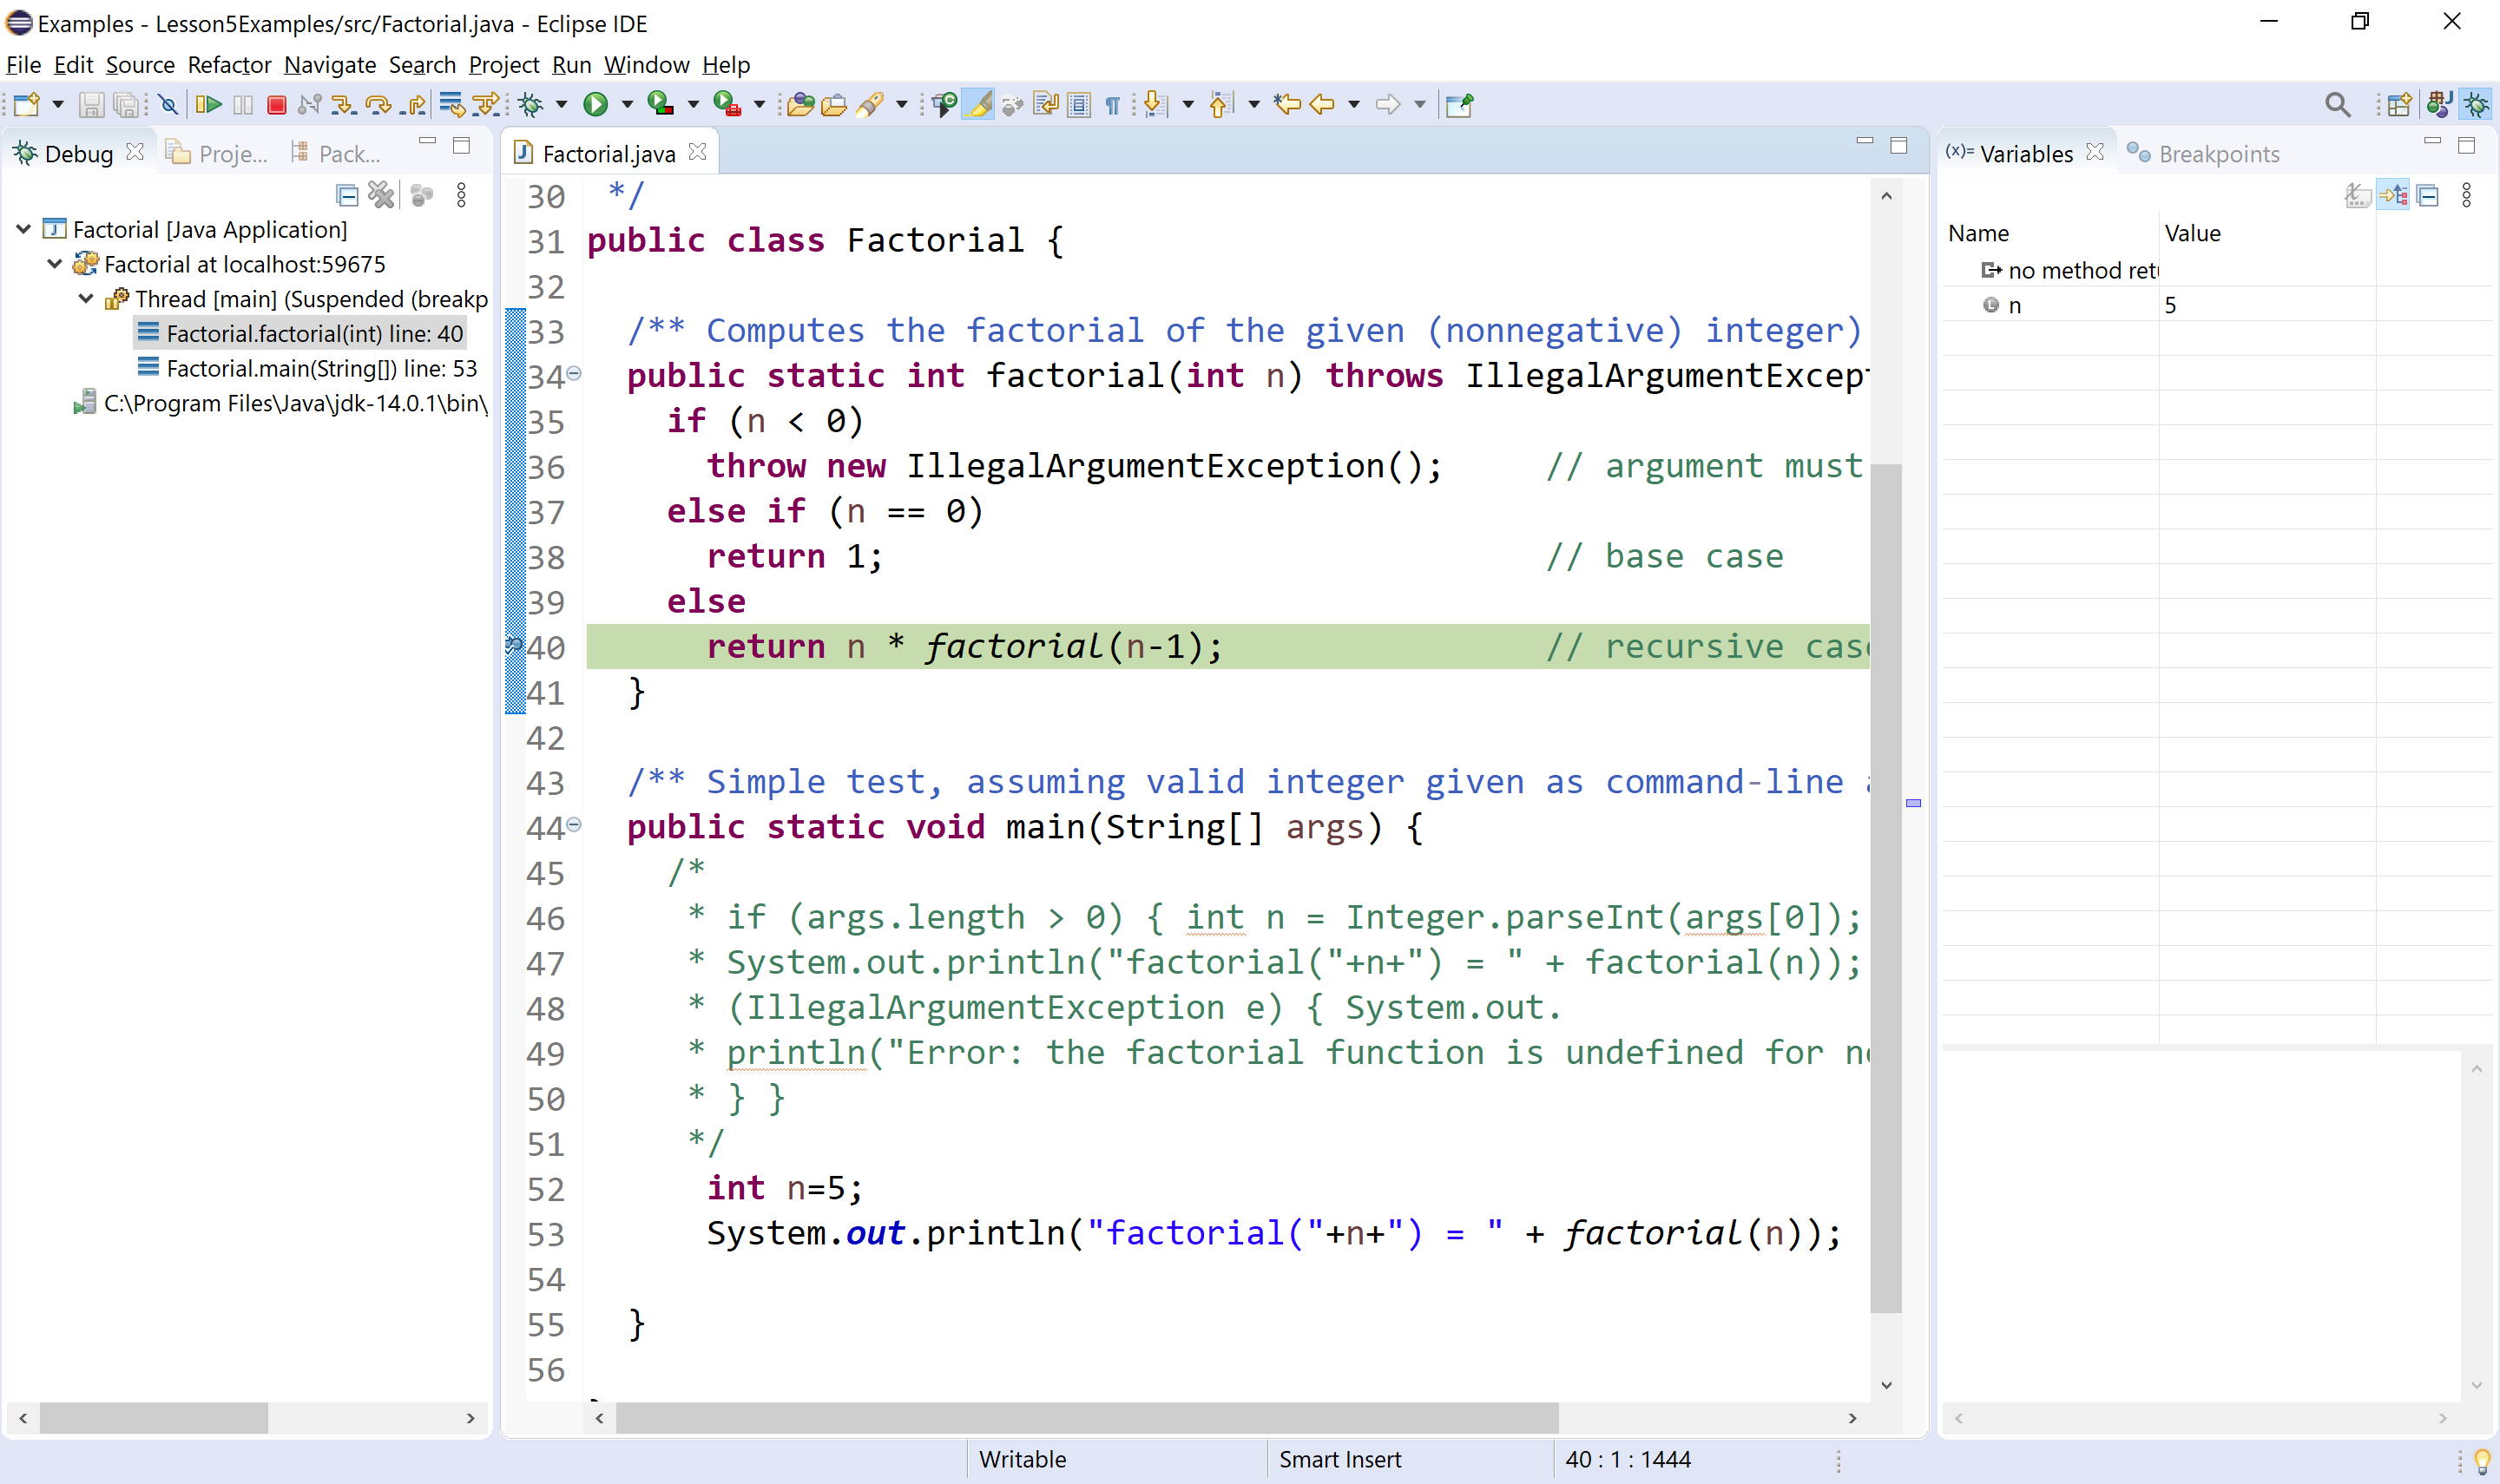 Examples - Lesson5Examples/src/Factorial.java - Eclipse IDE
File Edit Source Refactor Navigate Search Project Run Window Help
Debug Proje... Pack...
Factorial [Java Application]
Factorial at localhost:59675
Thread [main] (Suspended (breakp
Factorial.factorial(int) line: 40
Factorial.main(String[]) line: 53
C:\Program Files\Java\jdk-14.0.1\bin\
Factorial.java
30 */
31 public class Factorial {
32
33 /** Computes the factorial of the given (nonnegative) integer)
34 public static int factorial(int n) throws IllegalArgumentExcept
35 if (n < 0)
36 throw new IllegalArgumentException(); // argument must
37 else if (n == 0)
38 return 1; // base case
39 else
40 return n * factorial(n-1); // recursive case
41 }
42
43 /** Simple test, assuming valid integer given as command-line a
44 public static void main(String[] args) {
45 /*
46 * if (args.length > 0) { int n = Integer.parseInt(args[0]);
47 * System.out.println("factorial("+n+") = " + factorial(n));
48 * (IllegalArgumentException e) { System.out.
49 * println("Error: the factorial function is undefined for ne
50 * } }
51 */
52 int n=5;
53 System.out.println("factorial("+n+") = " + factorial(n));
54
55 }
56
Variables Breakpoints
Name Value
no method retu
n 5
Writable Smart Insert 40 : 1 : 1444